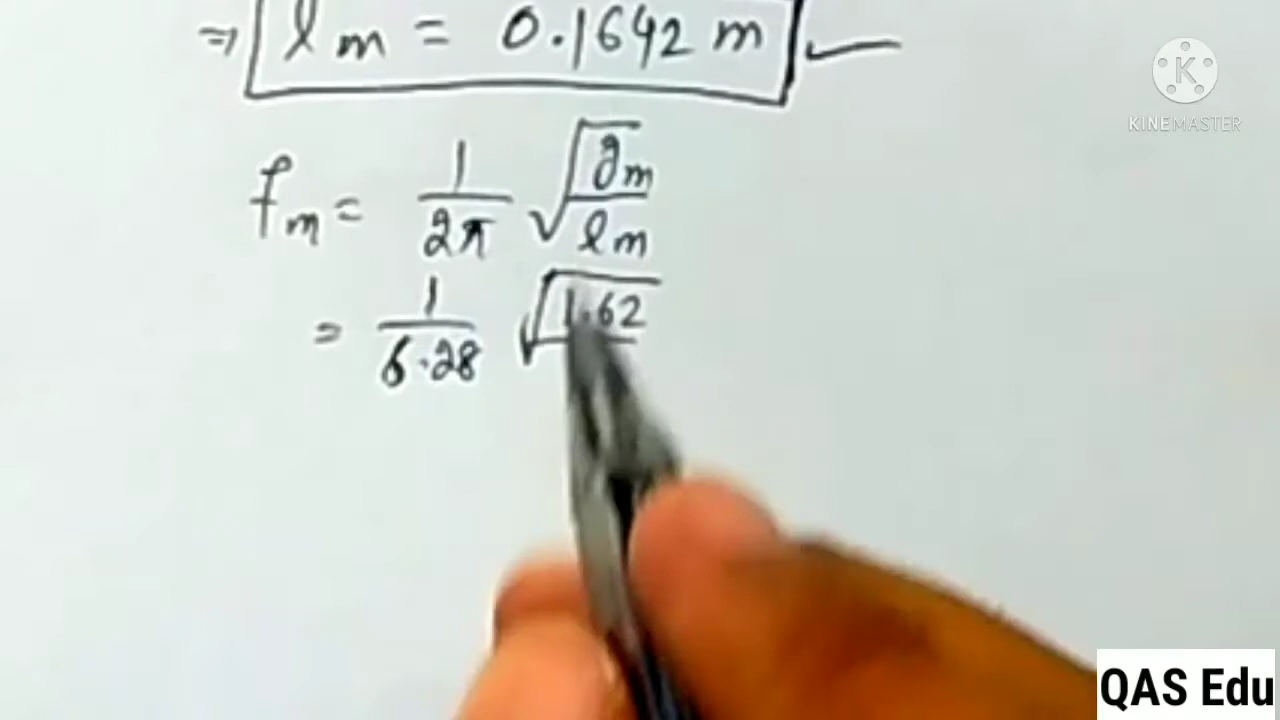 ⇒ lm = 0.1642 m
KINEMASTER
fm = 1/2π √gm/lm
= 1/6.28 √1.62
QAS Edu